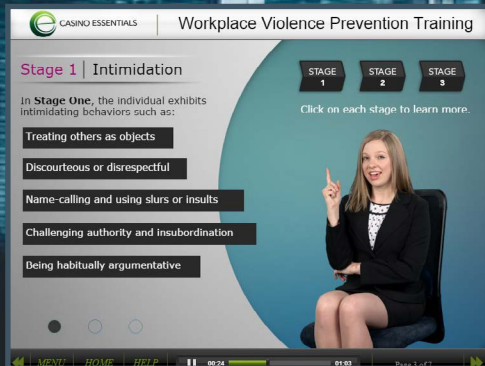 CASINO ESSENTIALS
Workplace Violence Prevention Training
Stage 1 | Intimidation
In Stage One, the individual exhibits
intimidating behaviors such as:
Treating others as objects
Discourteous or disrespectful
Name-calling and using slurs or insults
Challenging authority and insubordination
Being habitually argumentative
STAGE
1
STAGE
2
STAGE
3
Click on each stage to learn more.
MENU HOME HELP
00:24 01:03
Page 3 of 7